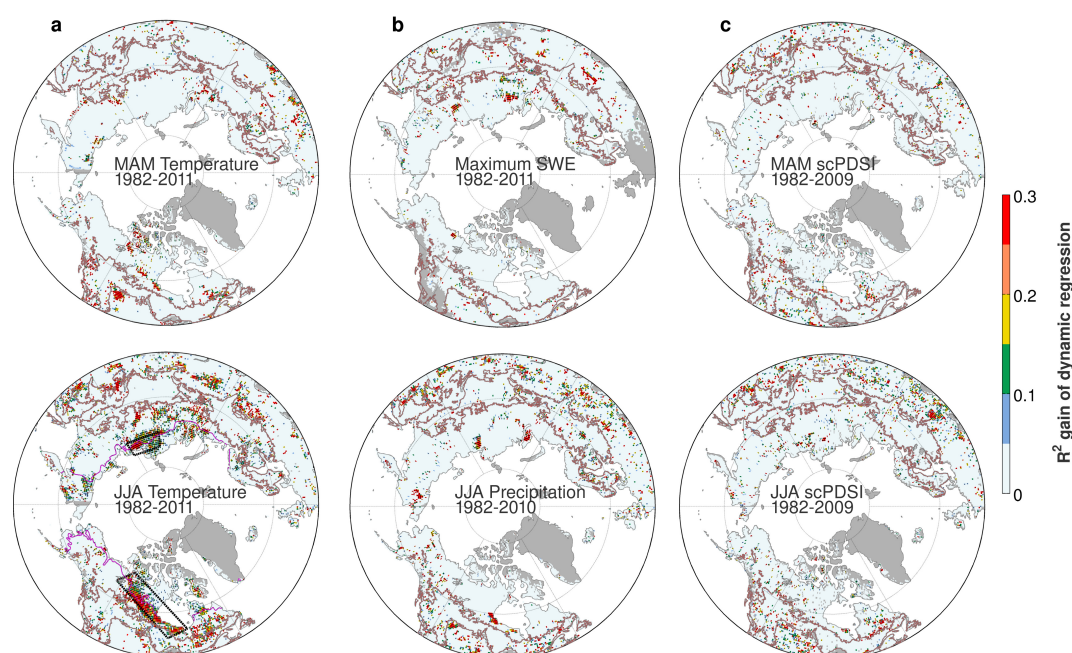 a
b
c
MAM Temperature
1982-2011
Maximum SWE
1982-2011
MAM scPDSI
1982-2009
JJA Temperature
1982-2011
JJA Precipitation
1982-2010
JJA scPDSI
1982-2009
0.3
0.2
0.1
0
R² gain of dynamic regression